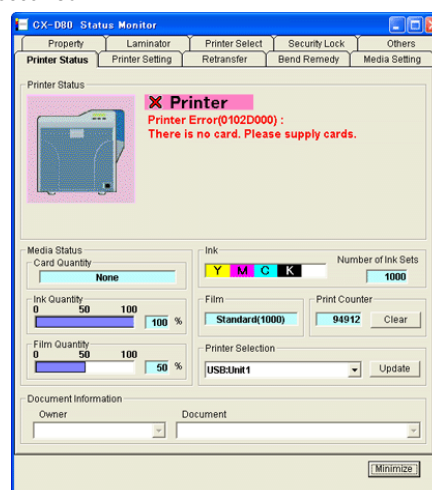 CX-D80 Status Monitor
Property Laminator Printer Select Security Lock Others
Printer Status Printer Setting Retransfer Bend Remedy Media Setting
Printer Status
Printer
Printer Error(0102D000) :
There is no card. Please supply cards.
Media Status
Card Quantity
None
Ink Quantity
0 50 100
100 %
Film Quantity
0 50 100
50 %
Ink
Y M C K
Number of Ink Sets
1000
Film
Standard(1000)
Print Counter
94912 Clear
Printer Selection
USB:Unit1 Update
Document Information
Owner Document
Minimize